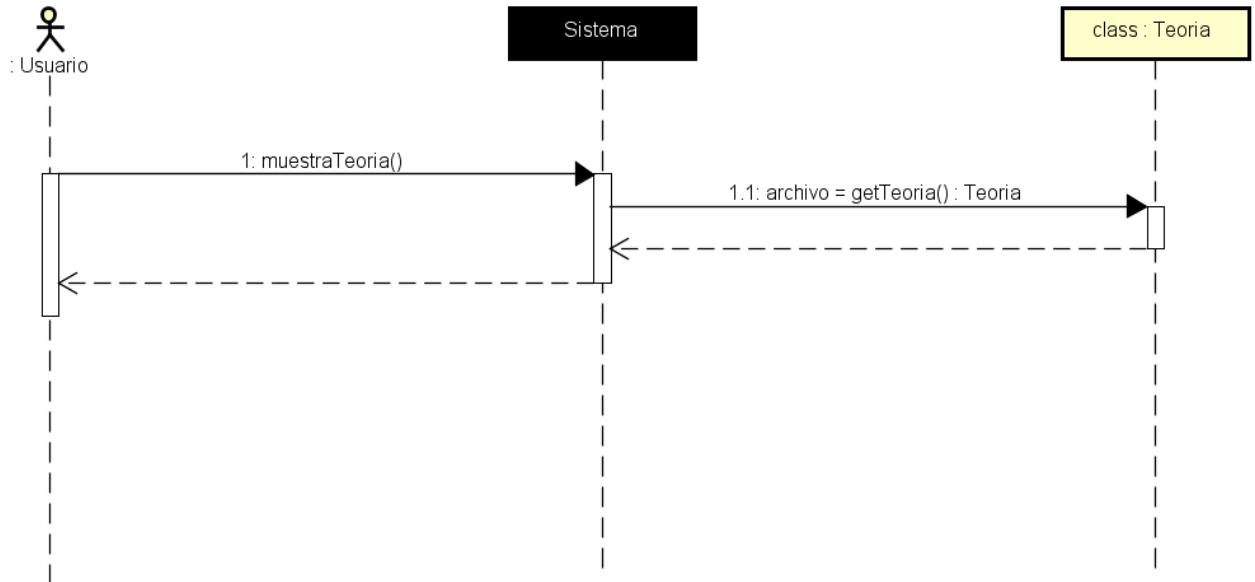 Sistema
class : Teoria
: Usuario
1: muestraTeoria()
1.1: archivo = getTeoria() : Teoria